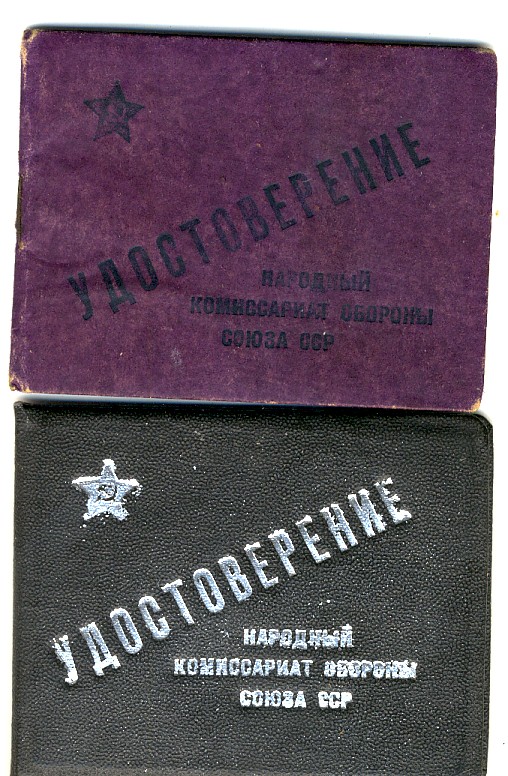 УДОСТОВЕРЕНИЕ
НАРОДНЫЙ
КОМИССАРИАТ ОБОРОНЫ
СОЮЗА ССР
УДОСТОВЕРЕНИЕ
НАРОДНЫЙ
КОМИССАРИАТ ОБОРОНЫ
СОЮЗА ССР